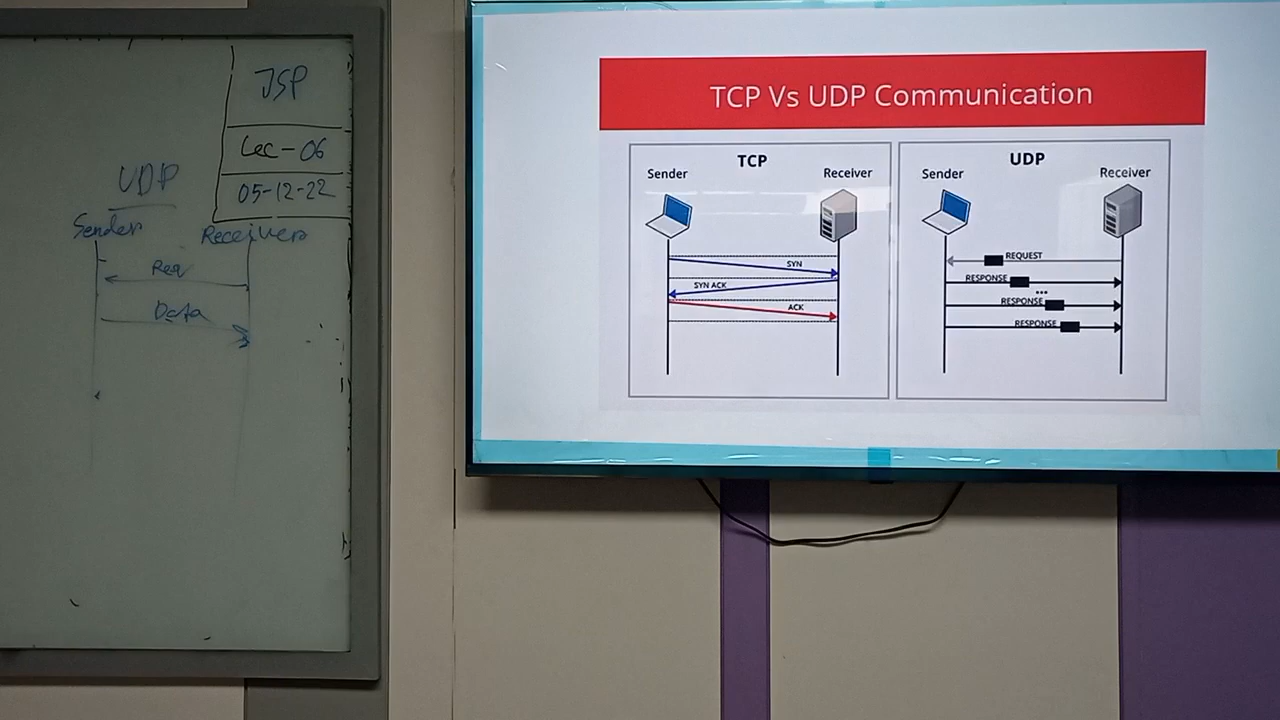 JSP
Lec-06
05-12-22
UDP
Sender
Receiver
Req
Data
TCP Vs UDP Communication
TCP
Sender
Receiver
SYN
SYN ACK
ACK
UDP
Sender
Receiver
REQUEST
RESPONSE
...
RESPONSE
RESPONSE